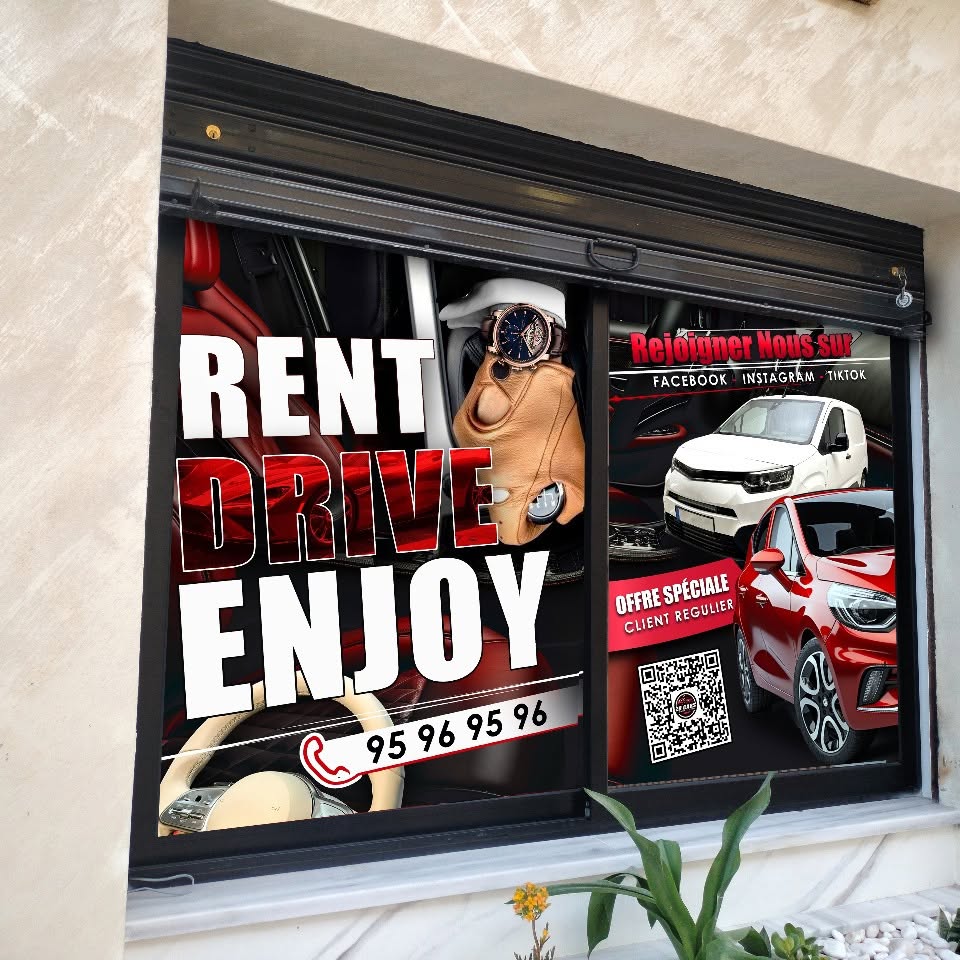 RENT
DRIVE
ENJOY
95 96 95 96
Rejoigner Nous sur
FACEBOOK - INSTAGRAM - TIKTOK
OFFRE SPÉCIALE
CLIENT REGULIER